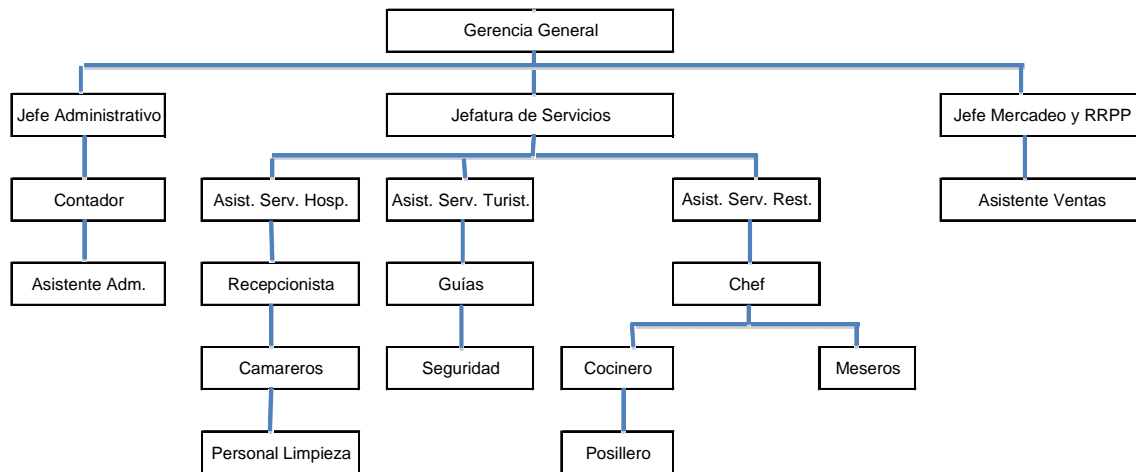 Gerencia General
Jefe Administrativo
Jefatura de Servicios
Jefe Mercadeo y RRPP
Contador
Asist. Serv. Hosp.
Asist. Serv. Turist.
Asist. Serv. Rest.
Asistente Ventas
Asistente Adm.
Recepcionista
Guías
Chef
Camareros
Seguridad
Cocinero
Meseros
Personal Limpieza
Posillero